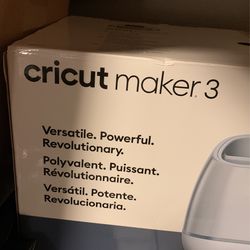 cricut maker. 3
Versatile. Powerful.
Revolutionary.
Polyvalent. Puissant.
Révolutionnaire.
Versátil. Potente.
Revolucionaria.